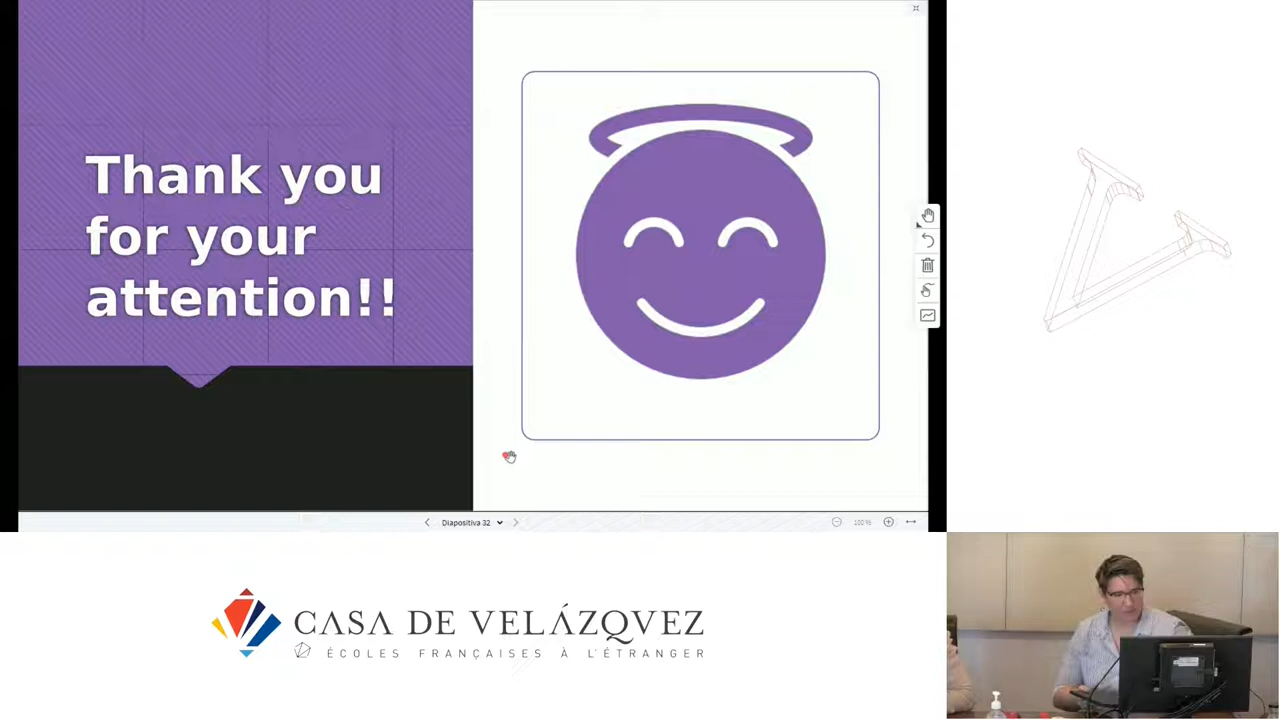 Thank you
for your
attention!!
Diapositiva 32
100 %
CASA DE VELÁZQVEZ
ÉCOLES FRANÇAISES À L'ÉTRANGER